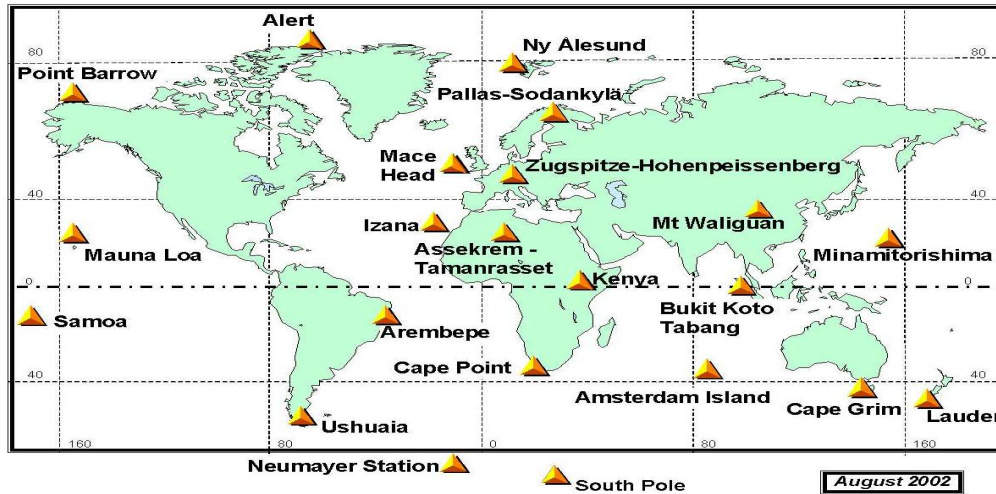 Alert
80
80
Ny Ålesund
Point Barrow
Pallas-Sodankylä
Mace
Head
Zugspitze-Hohenpeissenberg
40
40
Izana
Mt Waliguan
Mauna Loa
Assekrem -
Tamanrasset
Minamitorishima
Kenya
0
0
Bukit Koto
Tabang
Samoa
Arembepe
Cape Point
40
40
Amsterdam Island
Cape Grim
Lauder
Ushuaia
160
80
0
80
160
Neumayer Station
South Pole
August 2002